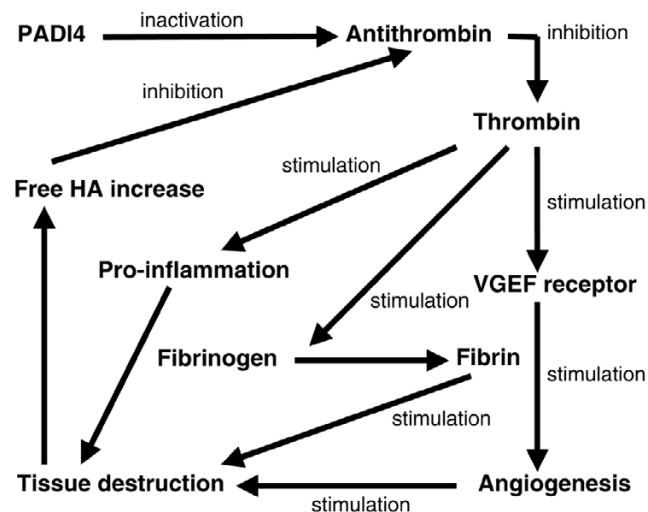 PADI4
inactivation
Antithrombin
inhibition
inhibition
Thrombin
stimulation
Free HA increase
stimulation
Pro-inflammation
VGEF receptor
stimulation
Fibrinogen
Fibrin
stimulation
stimulation
Tissue destruction
Angiogenesis
stimulation